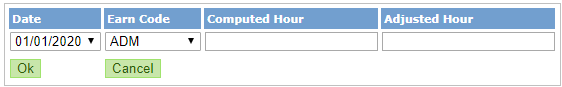 Date Earn Code Computed Hour Adjusted Hour
01/01/2020 ADM
Ok Cancel